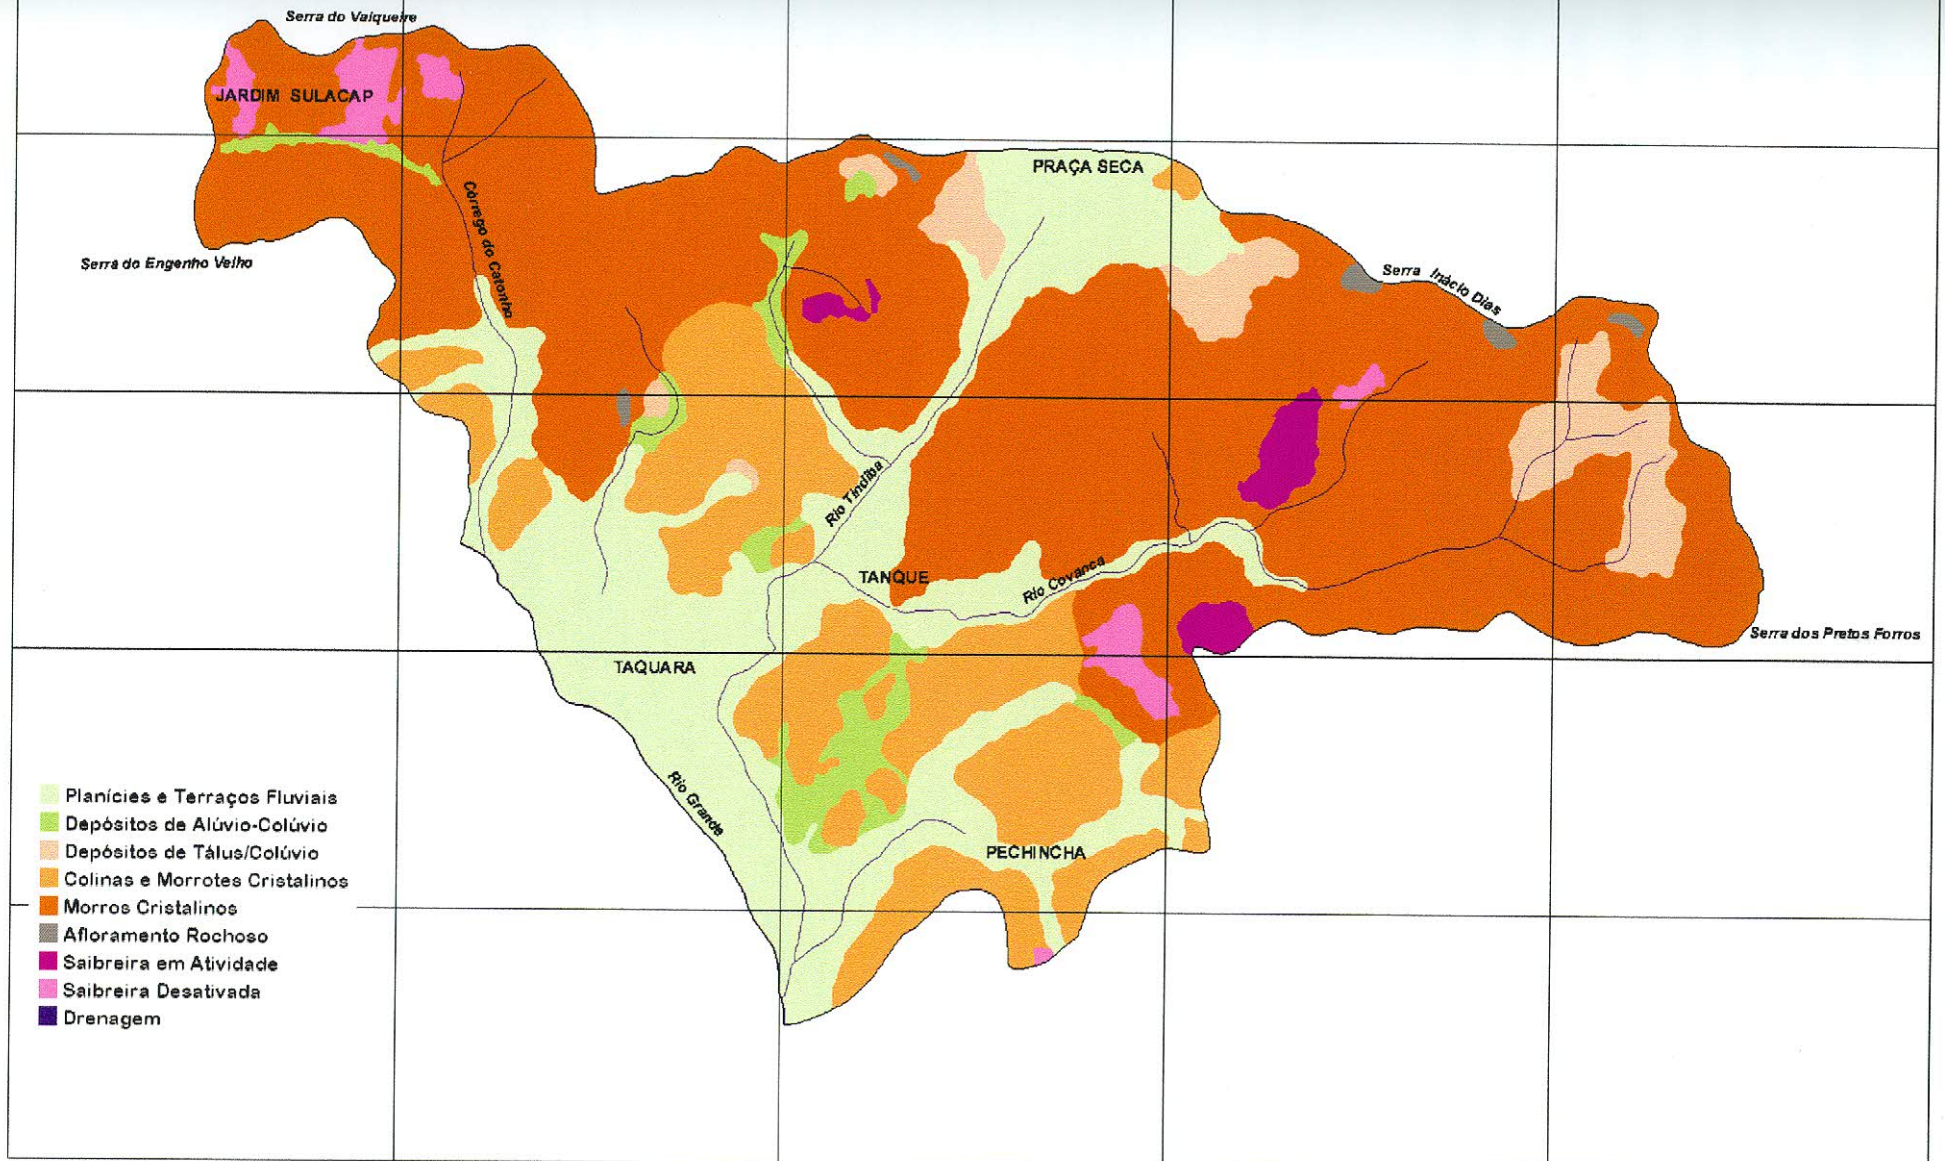 Serra do Valqueire
JARDIM SULACAP
PRAÇA SECA
Córrego do Catonho
Serra do Engenho Velho
Serra Inácio Dias
Rio Tindiba
TANQUE
Rio Covanca
Serra dos Pretos Forros
TAQUARA
Rio Grande
PECHINCHA
Planícies e Terraços Fluviais
Depósitos de Alúvio-Colúvio
Depósitos de Tálus/Colúvio
Colinas e Morrotes Cristalinos
Morros Cristalinos
Afloramento Rochoso
Saibreira em Atividade
Saibreira Desativada
Drenagem